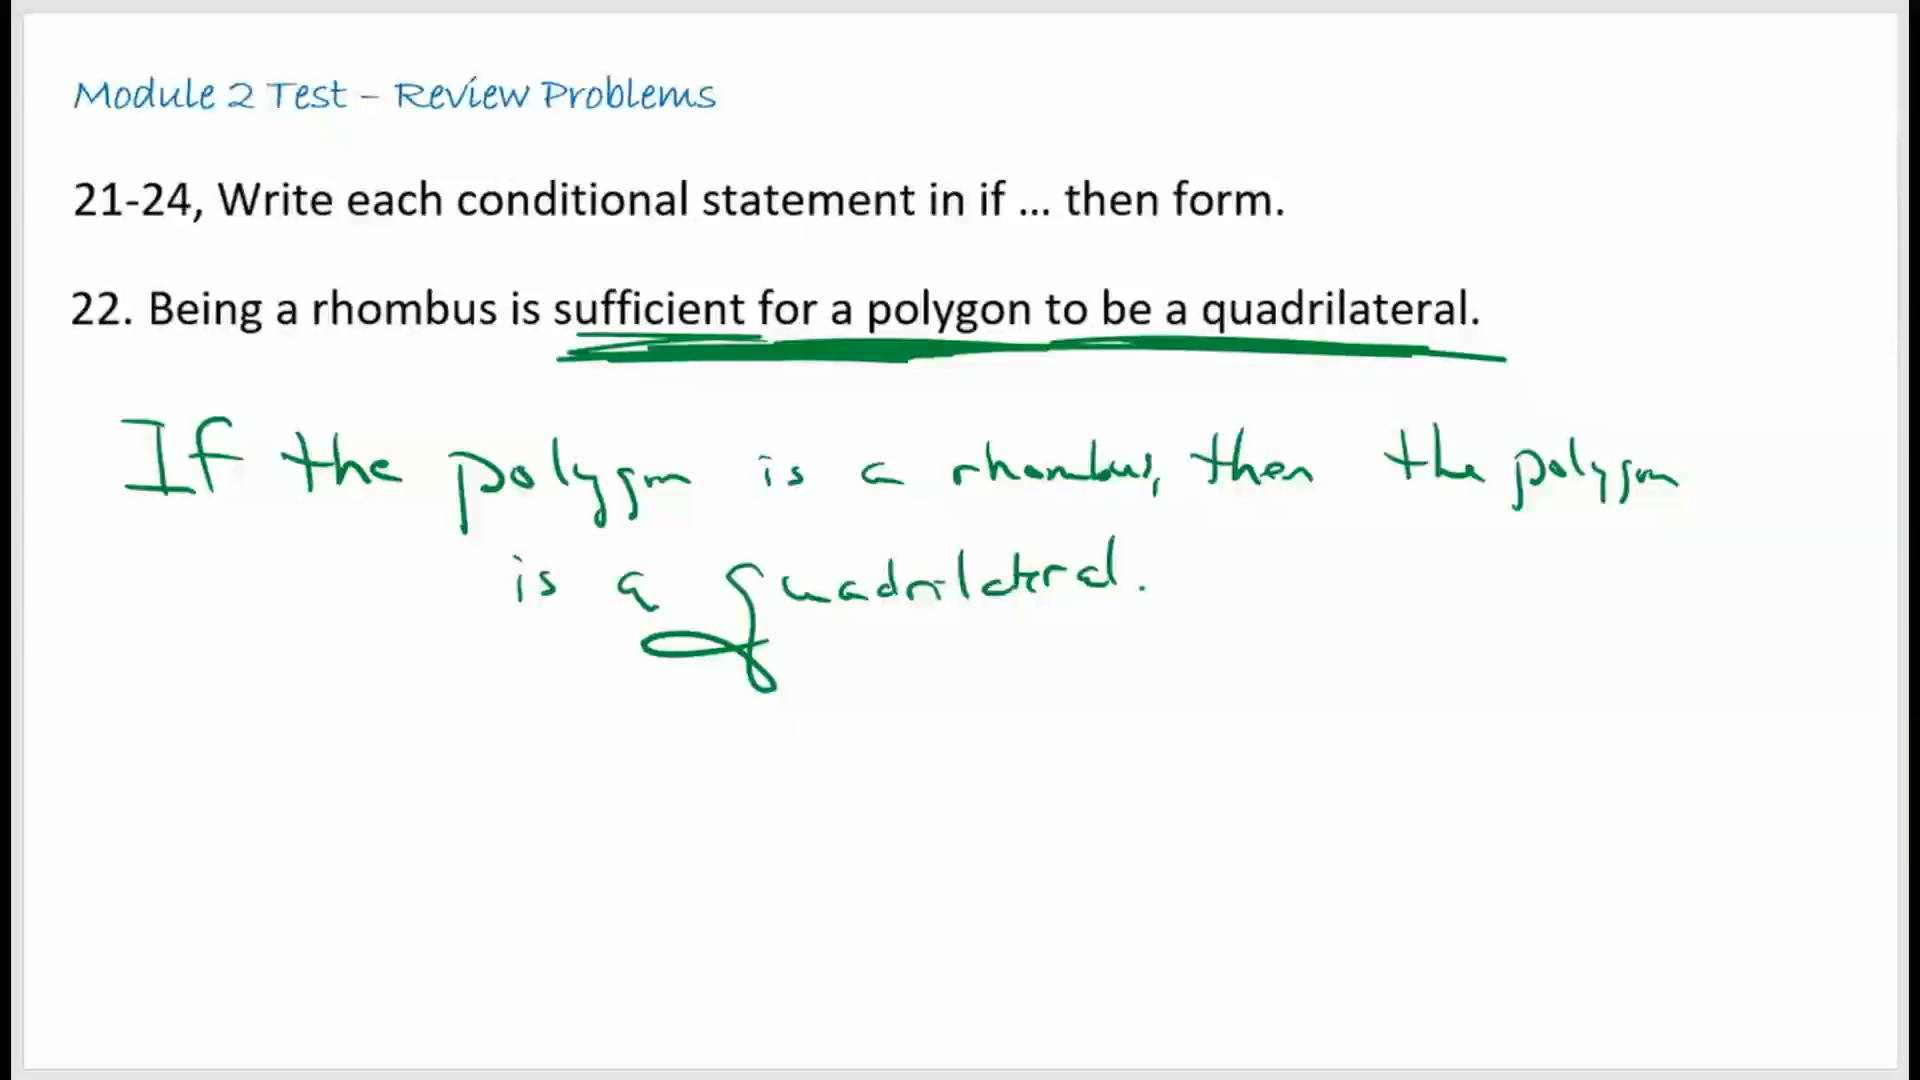 Module 2 Test – Review Problems
21-24, Write each conditional statement in if ... then form.
22. Being a rhombus is sufficient for a polygon to be a quadrilateral.
If the polygon is a rhombus, then the polygon
is a quadrilateral.